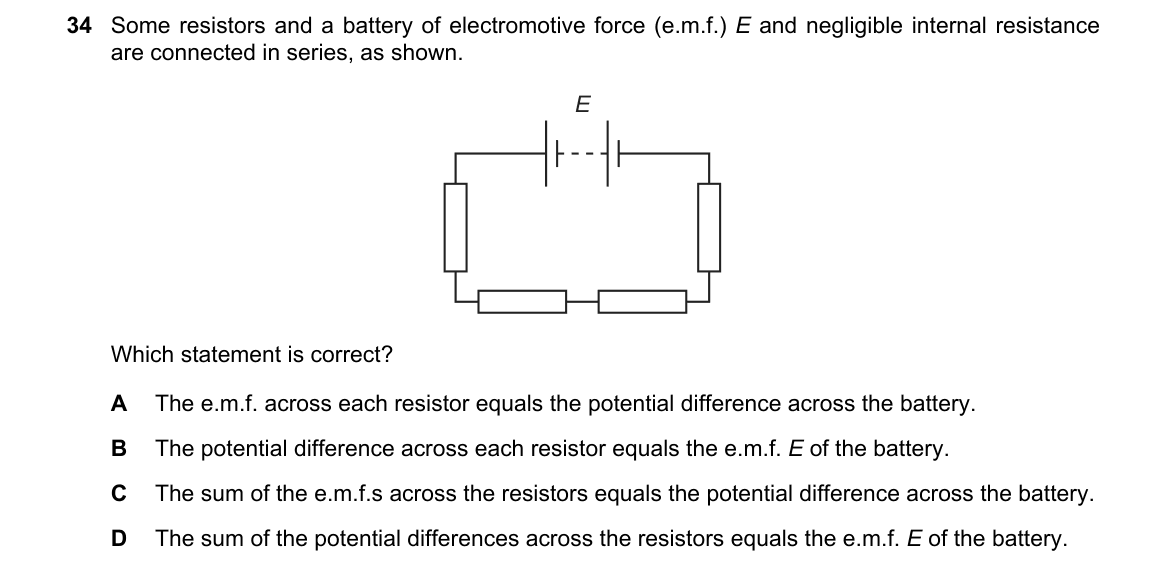 34 Some resistors and a battery of electromotive force (e.m.f.) E and negligible internal resistance
are connected in series, as shown.
E
Which statement is correct?
A The e.m.f. across each resistor equals the potential difference across the battery.
B The potential difference across each resistor equals the e.m.f. E of the battery.
C The sum of the e.m.f.s across the resistors equals the potential difference across the battery.
D The sum of the potential differences across the resistors equals the e.m.f. E of the battery.